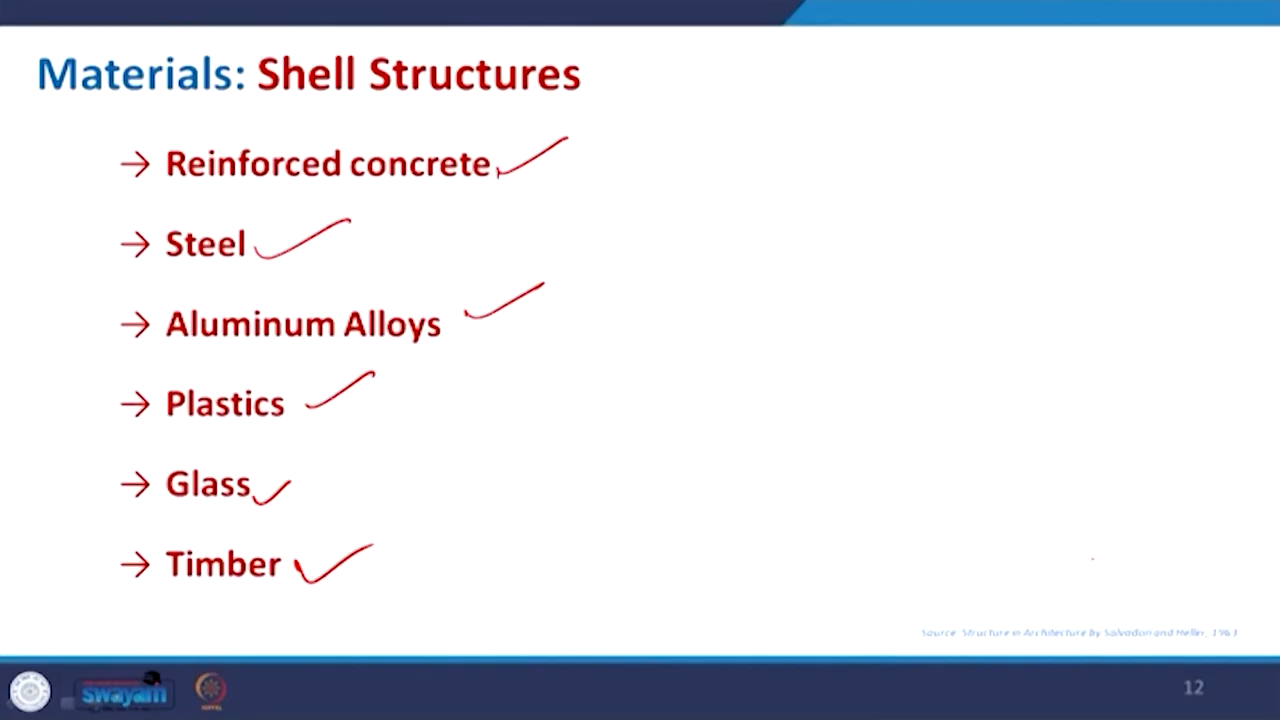 Materials: Shell Structures
→ Reinforced concrete
→ Steel
→ Aluminum Alloys
→ Plastics
→ Glass
→ Timber
Source: Structure in Architecture by Salvadori and Heller, 1963
swayam
12